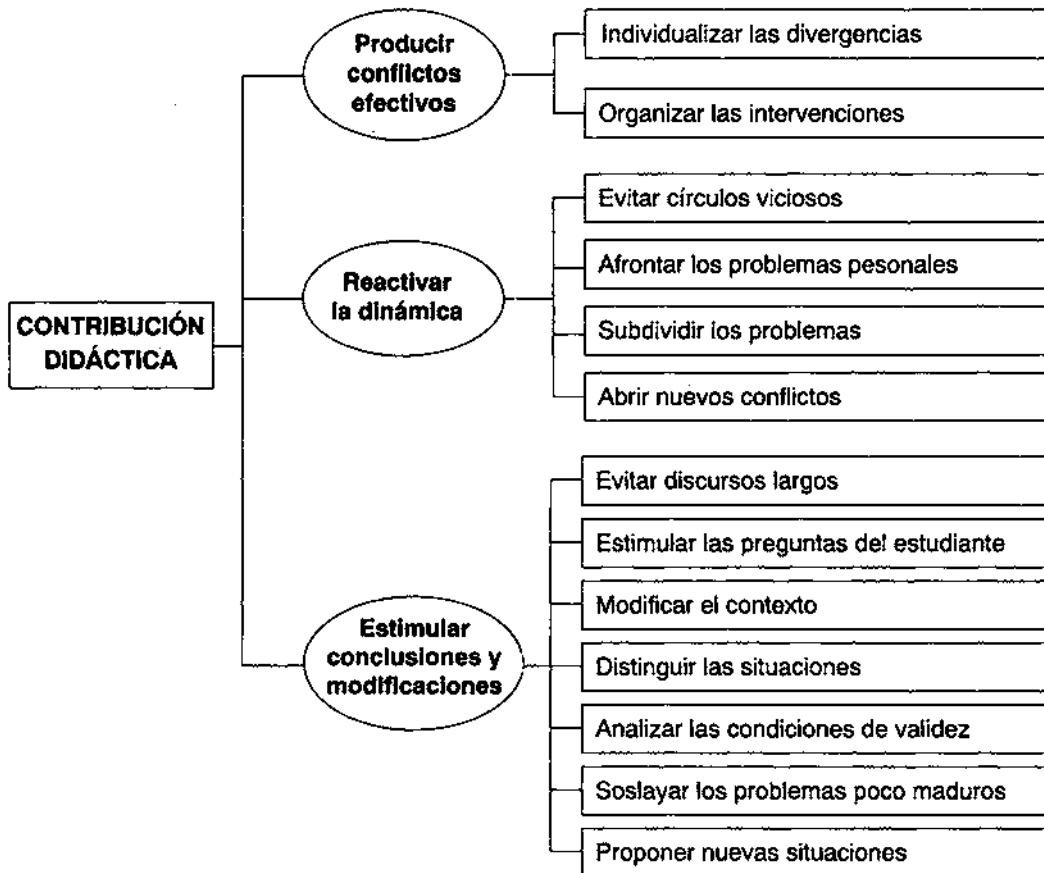 CONTRIBUCIÓN
DIDÁCTICA
Producir
conflictos
efectivos
Individualizar las divergencias
Organizar las intervenciones
Reactivar
la dinámica
Evitar círculos viciosos
Afrontar los problemas pesonales
Subdividir los problemas
Abrir nuevos conflictos
Estimular
conclusiones y
modificaciones
Evitar discursos largos
Estimular las preguntas del estudiante
Modificar el contexto
Distinguir las situaciones
Analizar las condiciones de validez
Soslayar los problemas poco maduros
Proponer nuevas situaciones